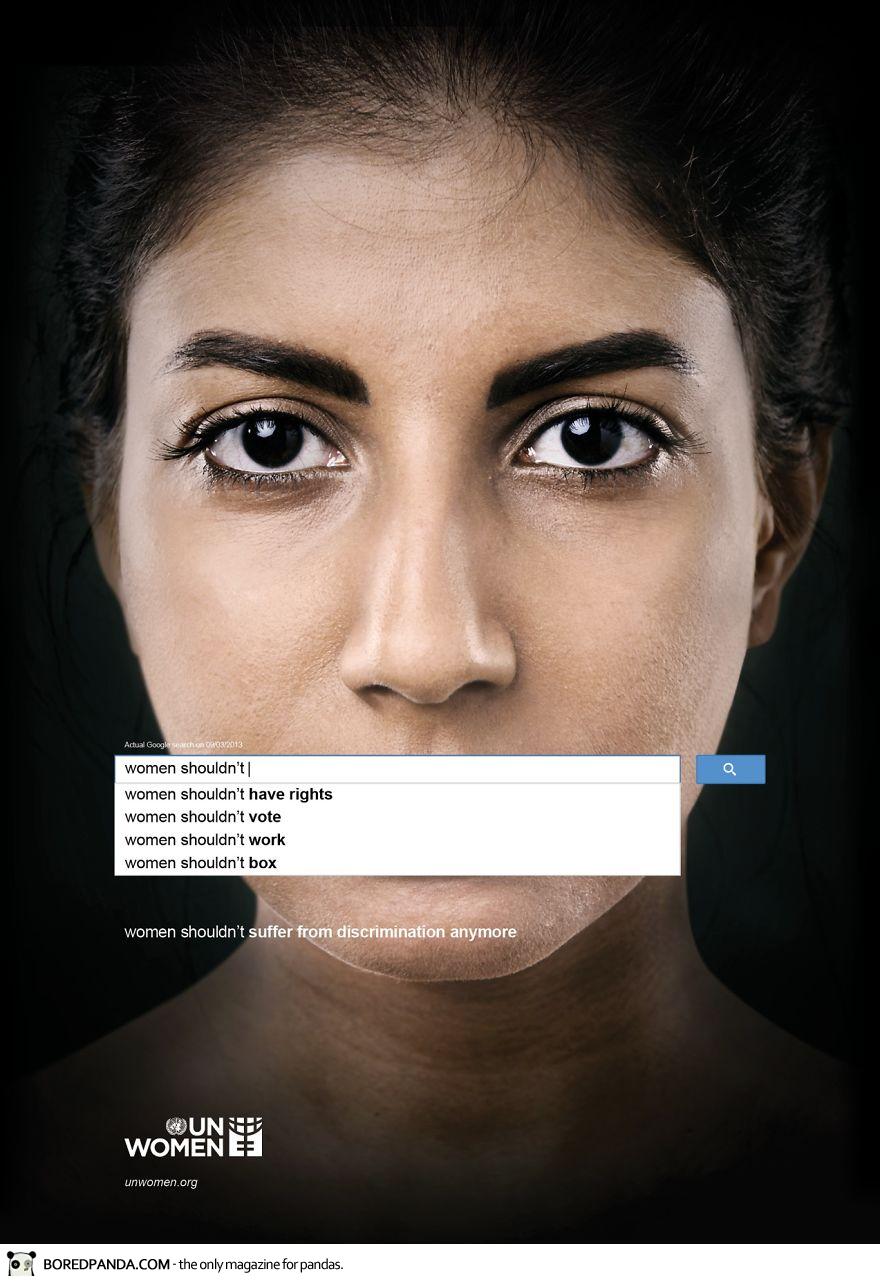 Actual Google search on 09/03/2013
women shouldn't
women shouldn't have rights
women shouldn't vote
women shouldn't work
women shouldn't box
women shouldn't suffer from discrimination anymore
UN
WOMEN
unwomen.org
BOREDPANDA.COM - the only magazine for pandas.